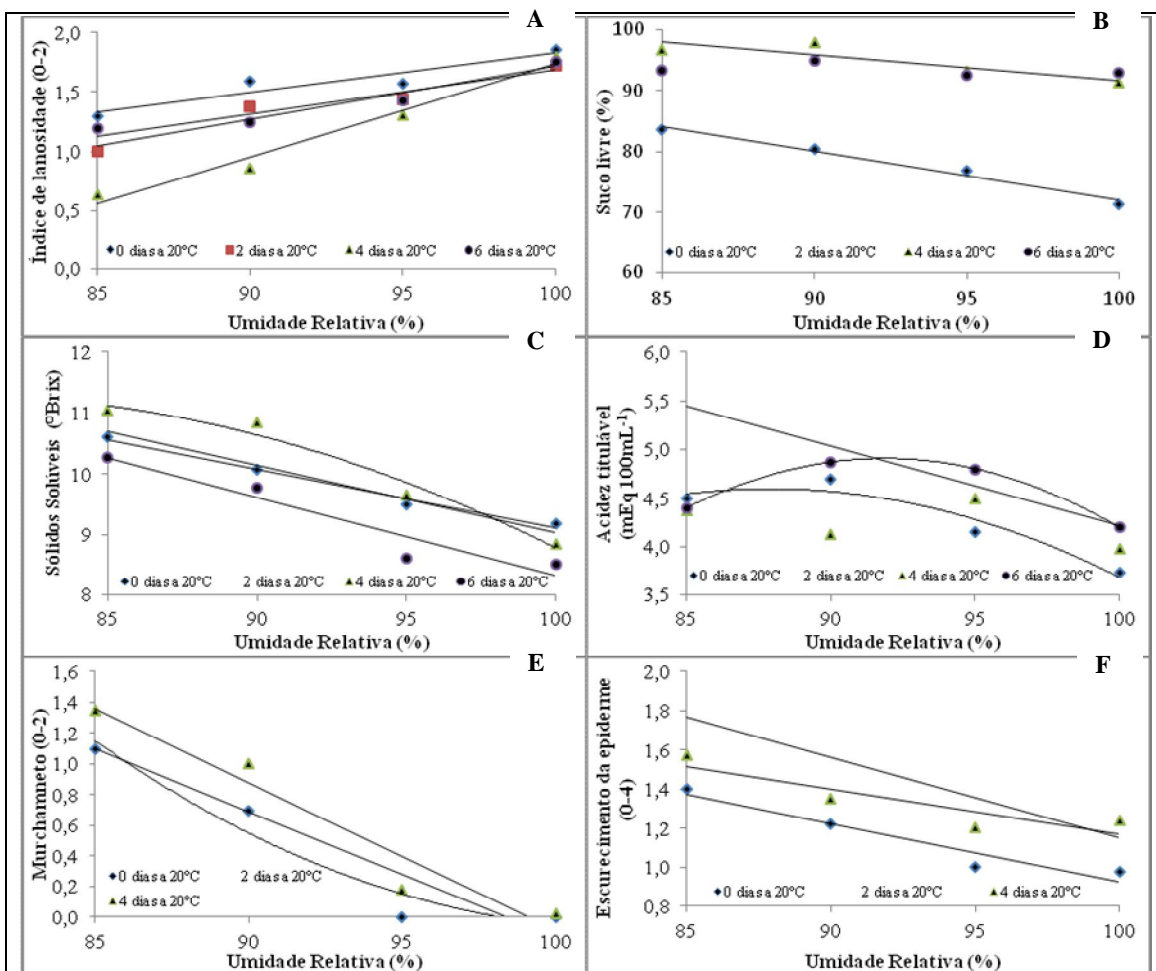 A
Índice de lanosidade (0-2)
2,0
1,5
1,0
0,5
0,0
0 dias a 20°C 2 dias a 20°C 4 dias a 20°C 6 dias a 20°C
85 90 95 100
Umidade Relativa (%)
B
Suco livre (%)
100
90
80
70
60
0 dias a 20°C 2 dias a 20°C 4 dias a 20°C 6 dias a 20°C
85 90 95 100
Umidade Relativa (%)
C
Sólidos Solúveis (ºBrix)
12
11
10
9
8
0 dias a 20°C 2 dias a 20°C 4 dias a 20°C 6 dias a 20°C
85 90 95 100
Umidade Relativa (%)
D
Acidez titulável
(mEq 100mL⁻¹)
6,0
5,5
5,0
4,5
4,0
3,5
0 dias a 20°C 2 dias a 20°C 4 dias a 20°C 6 dias a 20°C
85 90 95 100
Umidade Relativa (%)
E
Murchamneto (0-2)
1,6
1,4
1,2
1,0
0,8
0,6
0,4
0,2
0,0
0 dias a 20°C 2 dias a 20°C
4 dias a 20°C
85 90 95 100
Umidade Relativa (%)
F
Escurecimento da epiderme
(0-4)
2,0
1,8
1,6
1,4
1,2
1,0
0,8
0 dias a 20°C 2 dias a 20°C 4 dias a 20°C
85 90 95 100
Umidade Relativa (%)